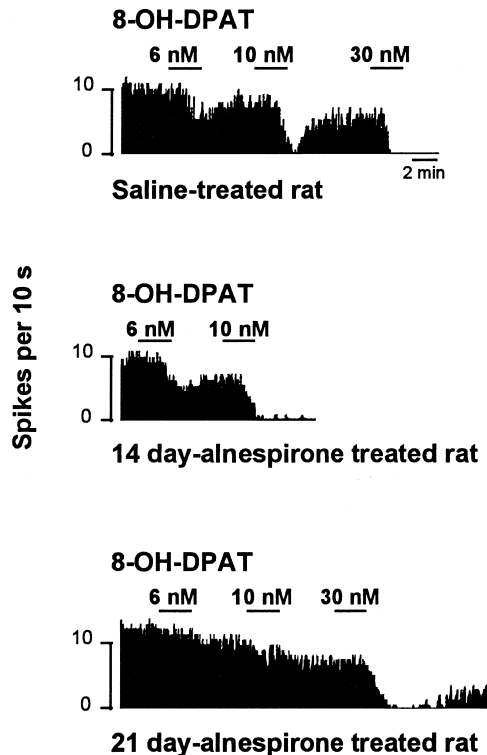 8-OH-DPAT
6 nM 10 nM 30 nM
10
0
2 min
Saline-treated rat
Spikes per 10 s
8-OH-DPAT
6 nM 10 nM
10
0
14 day-alnespirone treated rat
8-OH-DPAT
6 nM 10 nM 30 nM
10
0
21 day-alnespirone treated rat